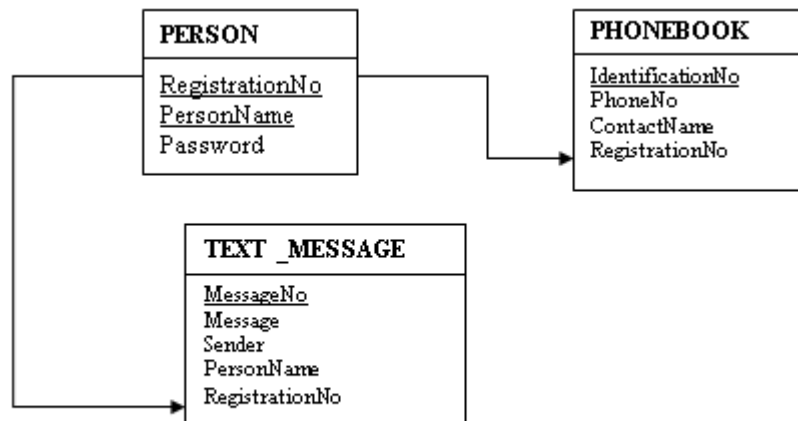 PERSON
RegistrationNo
PersonName
Password
PHONEBOOK
IdentificationNo
PhoneNo
ContactName
RegistrationNo
TEXT _MESSAGE
MessageNo
Message
Sender
PersonName
RegistrationNo